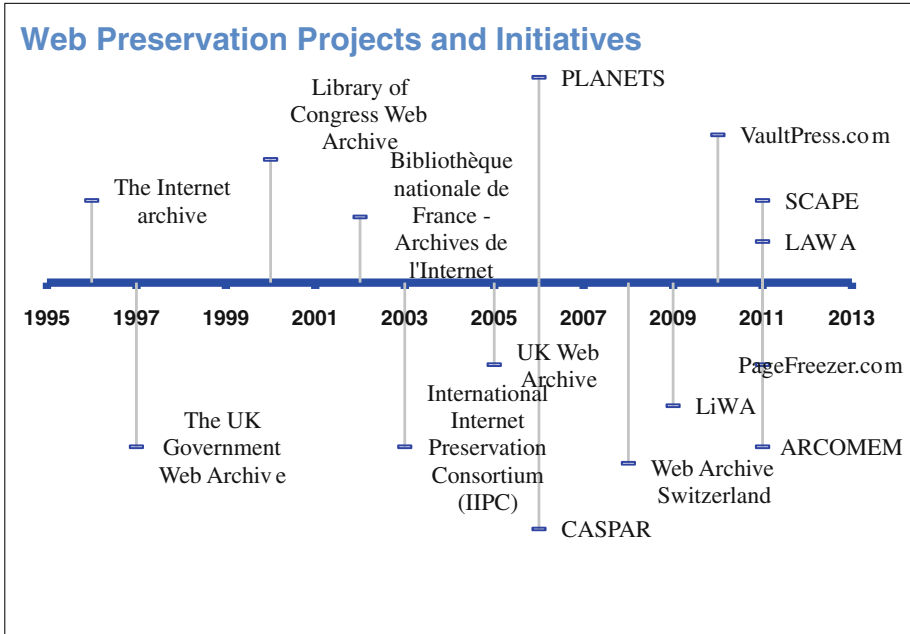 Web Preservation Projects and Initiatives
PLANETS
Library of
Congress Web
Archive
VaultPress.com
Bibliothèque
nationale de
France -
Archives de
l'Internet
The Internet
archive
SCAPE
LAWA
1995 1997 1999 2001 2003 2005 2007 2009 2011 2013
UK Web
Archive
PageFreezer.com
International
Internet
Preservation
Consortium
(IIPC)
LiWA
The UK
Government
Web Archive
ARCOMEM
Web Archive
Switzerland
CASPAR